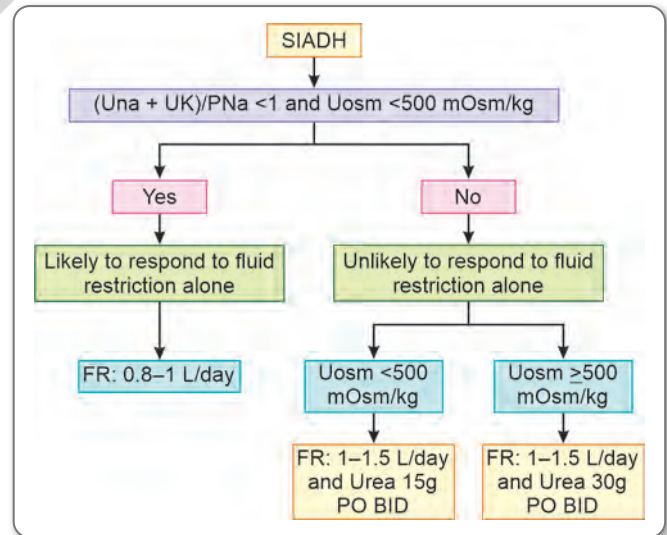 SIADH
(Una + UK)/PNa <1 and Uosm <500 mOsm/kg
Yes
No
Likely to respond to fluid
restriction alone
Unlikely to respond to fluid
restriction alone
FR: 0.8–1 L/day
Uosm <500
mOsm/kg
Uosm ≥500
mOsm/kg
FR: 1–1.5 L/day
and Urea 15g
PO BID
FR: 1–1.5 L/day
and Urea 30g
PO BID